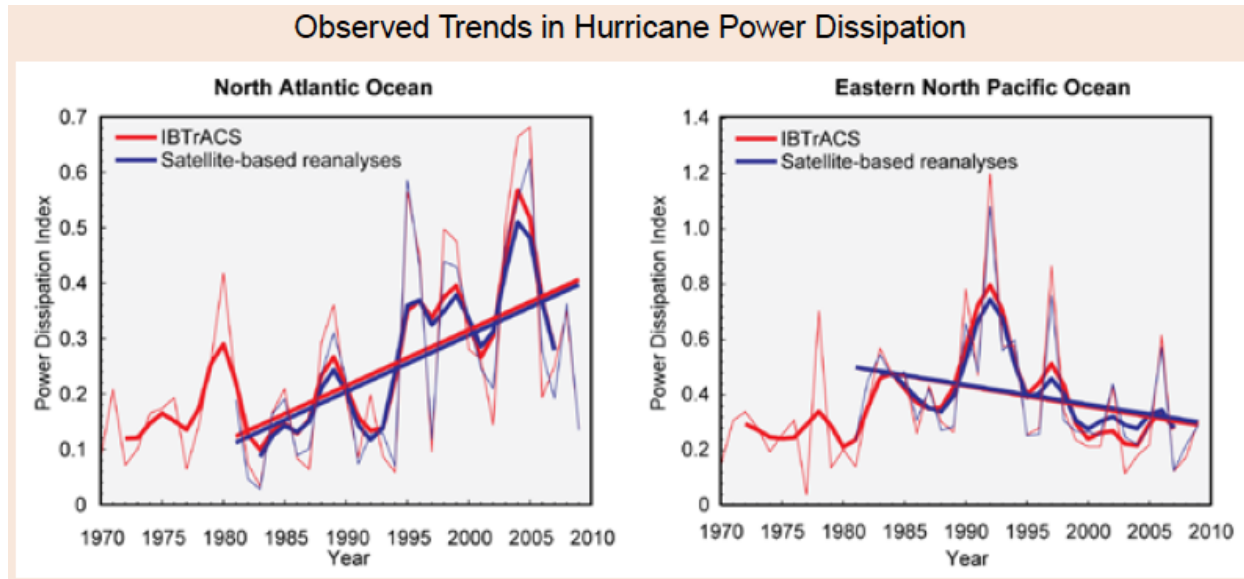 Observed Trends in Hurricane Power Dissipation
North Atlantic Ocean
IBTrACS
Satellite-based reanalyses
Power Dissipation Index
0.7
0.6
0.5
0.4
0.3
0.2
0.1
0
1970 1975 1980 1985 1990 1995 2000 2005 2010
Year
Eastern North Pacific Ocean
IBTrACS
Satellite-based reanalyses
Power Dissipation Index
1.4
1.2
1.0
0.8
0.6
0.4
0.2
0
1970 1975 1980 1985 1990 1995 2000 2005 2010
Year